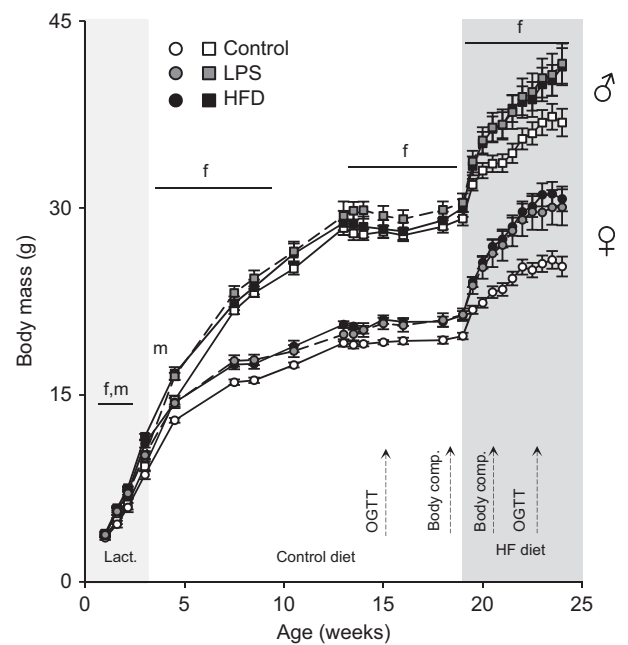 45
f
Control
LPS
HFD
♂
f
f
30
♀
Body mass (g)
m
f,m
15
OGTT
Body comp.
Body comp.
OGTT
Lact.
Control diet
HF diet
0
0
5
10
15
20
25
Age (weeks)